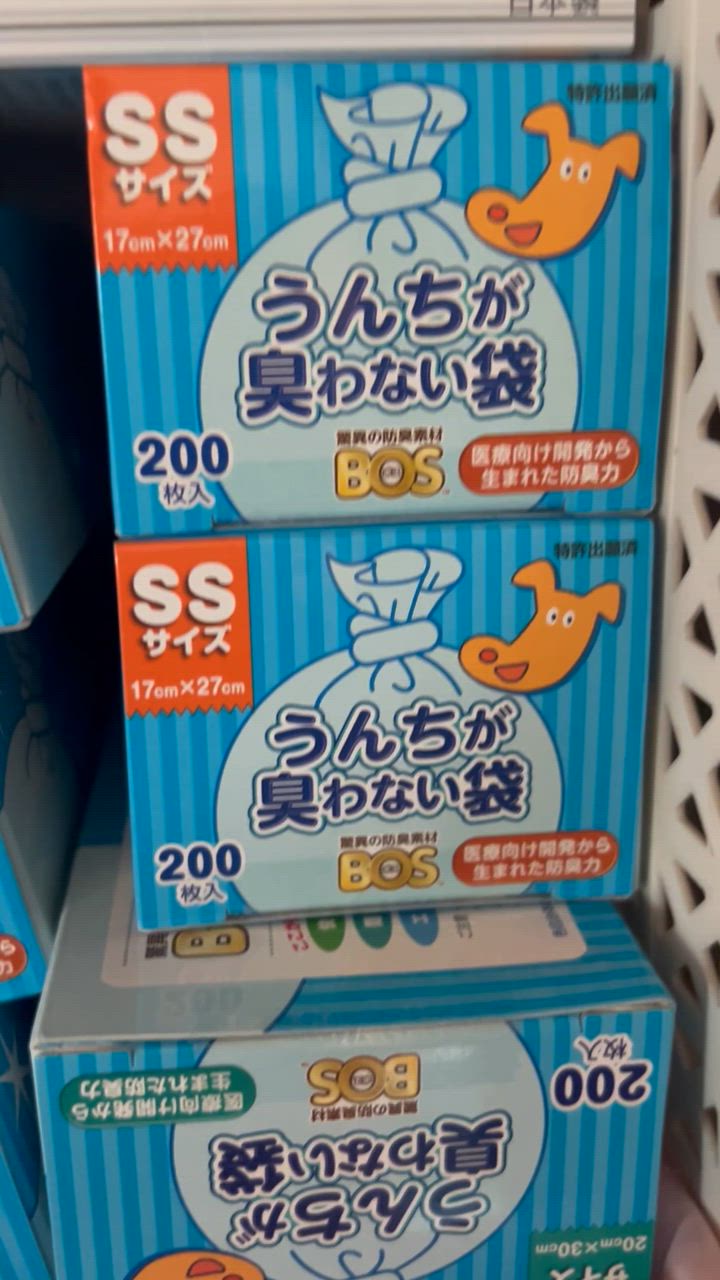 日本製
SS
サイズ
17cm×27cm
特許出願済
うんちが
臭わない袋
200
枚入
驚異の防臭素材
BOS
医療向け開発から
生まれた防臭力
SS
サイズ
17cm×27cm
特許出願済
うんちが
臭わない袋
200
枚入
驚異の防臭素材
BOS
医療向け開発から
生まれた防臭力
200
枚入
驚異の防臭素材
BOS
医療向け開発から
生まれた防臭力
うんちが
臭わない袋
サイズ
20cm×30cm